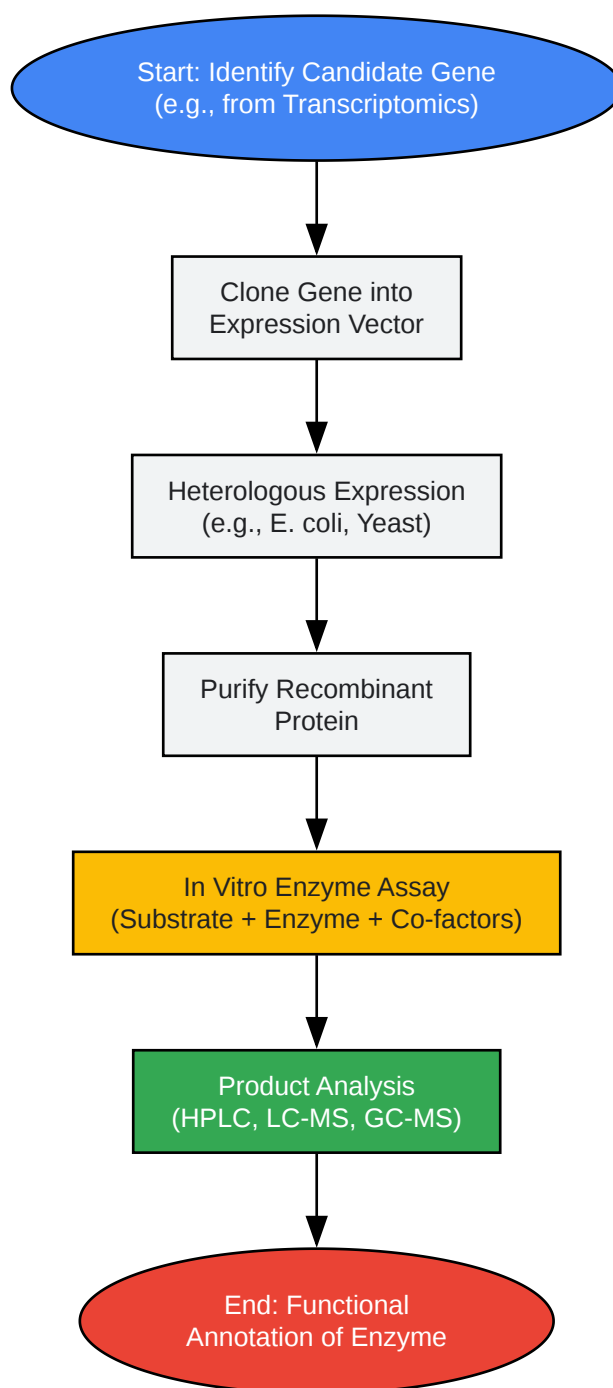 Start: Identify Candidate Gene
(e.g., from Transcriptomics)
Clone Gene into
Expression Vector
Heterologous Expression
(e.g., E. coli, Yeast)
Purify Recombinant
Protein
In Vitro Enzyme Assay
(Substrate + Enzyme + Co-factors)
Product Analysis
(HPLC, LC-MS, GC-MS)
End: Functional
Annotation of Enzyme